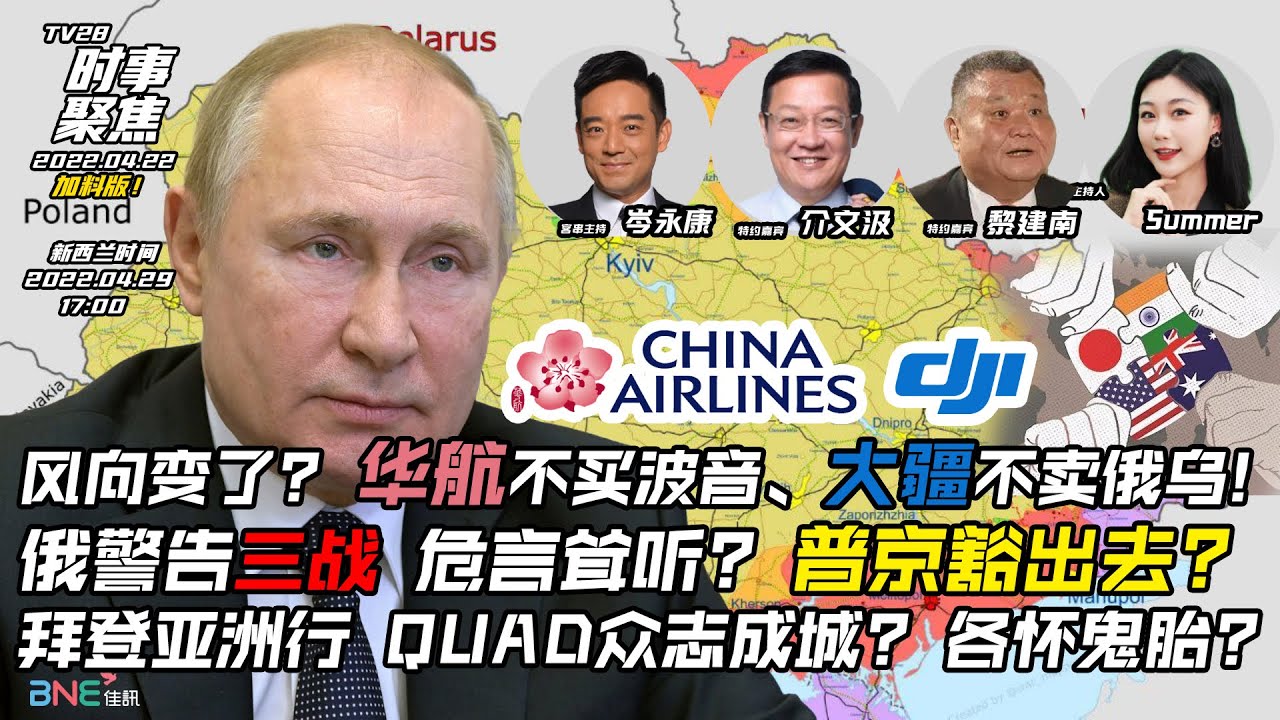 TV28
时事
聚焦
2022.04.22
加料版!
新西兰时间
2022.04.29
17:00
Belarus
Poland
Kyiv
Dnipro
Zaporizhzhia
客串主持 岑永康
特约嘉宾 介文汲
特约嘉宾 黎建南
主持人 Summer
CHINA
AIRLINES
dji
风向变了? 华航不买波音、大疆不卖俄乌!
俄警告三战 危言耸听? 普京豁出去?
拜登亚洲行 QUAD众志成城? 各怀鬼胎?
BNE佳訊